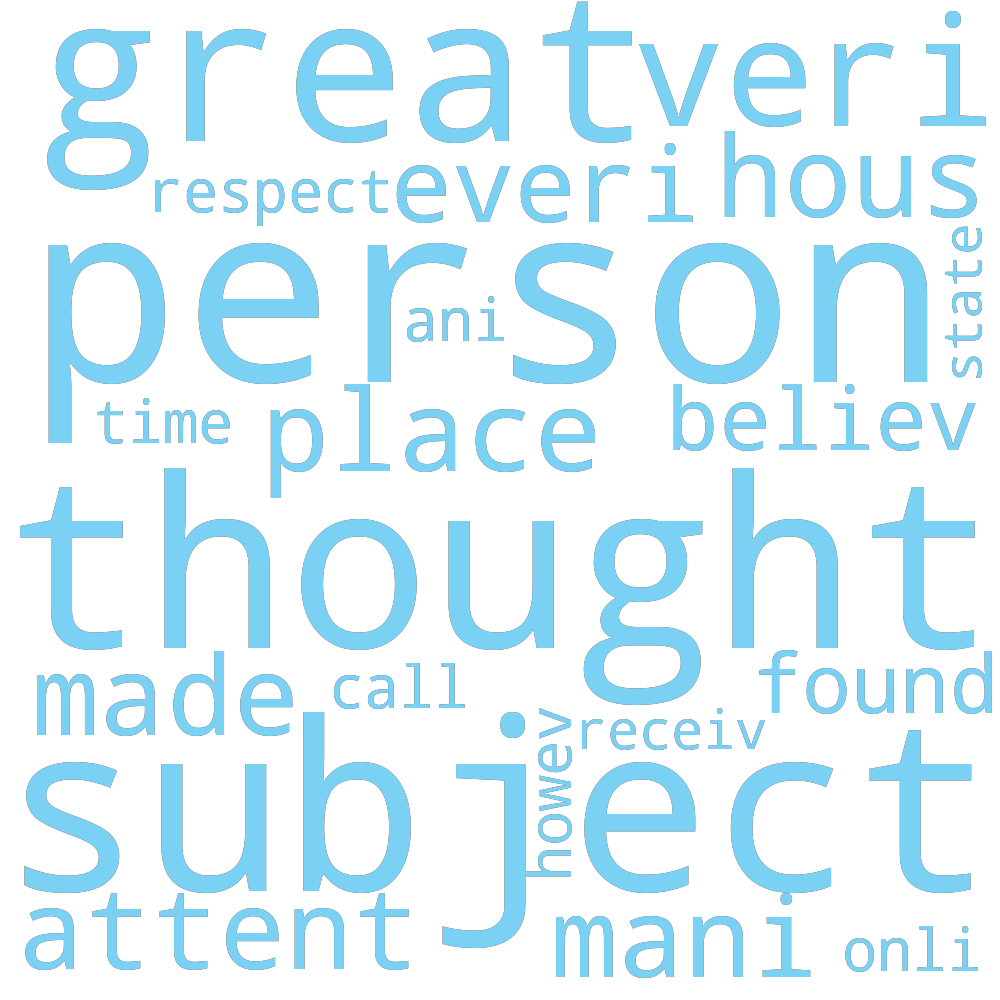 great veri
respect everi hous
person
state
ani
time place believ
thought
made call found
receiv
howev
subject
attent mani onli